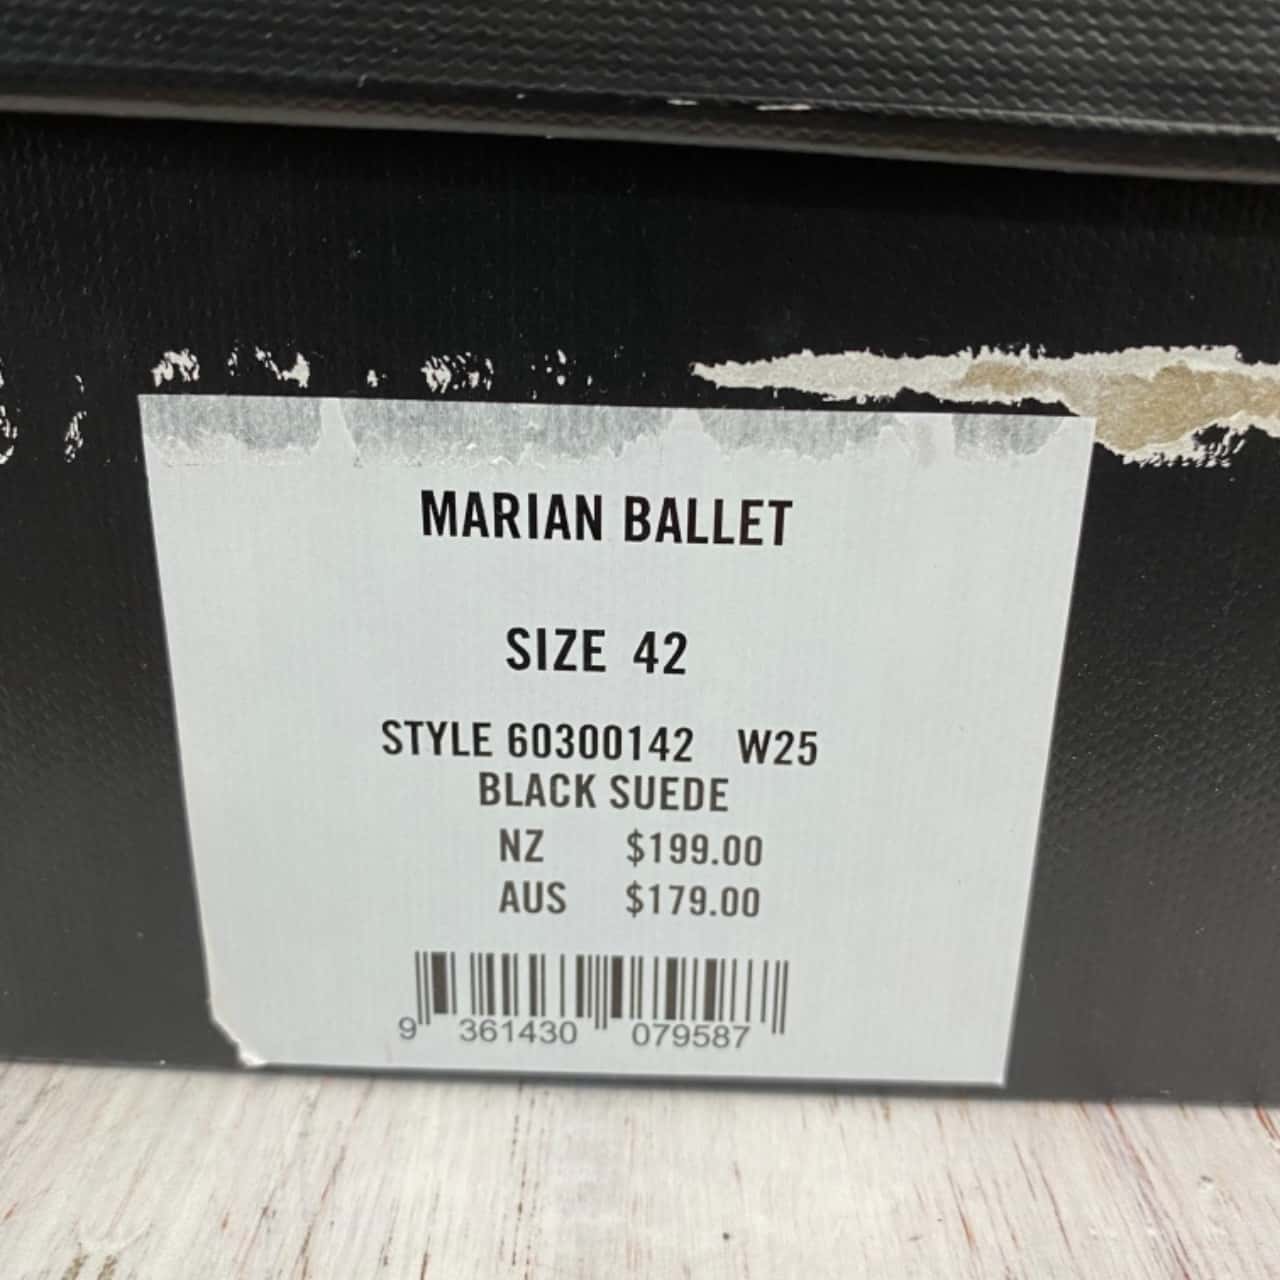 MARIAN BALLET
SIZE 42
STYLE 60300142 W25
BLACK SUEDE
NZ $199.00
AUS $179.00
9 361430 079587